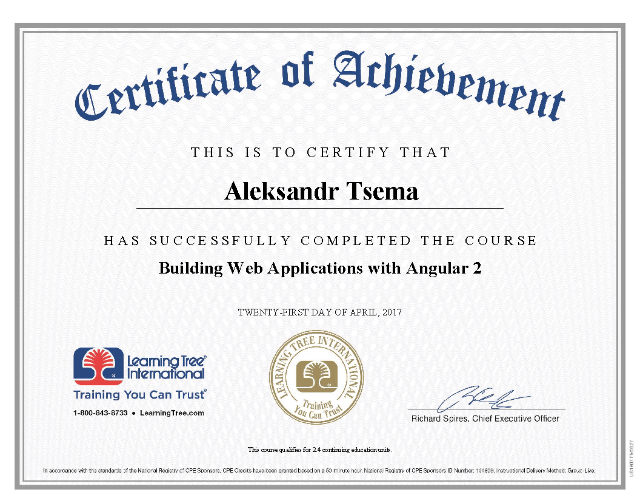 Certificate of Achievement
THIS IS TO CERTIFY THAT
Aleksandr Tsema
HAS SUCCESSFULLY COMPLETED THE COURSE
Building Web Applications with Angular 2
TWENTY-FIRST DAY OF APRIL, 2017
LearningTree®
International
Training You Can Trust®
1-800-843-8733 • LearningTree.com
LEARNING TREE INTERNATIONAL
Training
You Can Trust
Richard Spires, Chief Executive Officer
This course qualifies for 2.4 continuing education units.
In accordance with the standards of the National Registry of CPE Sponsors, CPE Credits have been granted based on a 50 minute hour. National Registry of CPE Sponsors ID Number: Instructional Delivery Method: Group-Live.